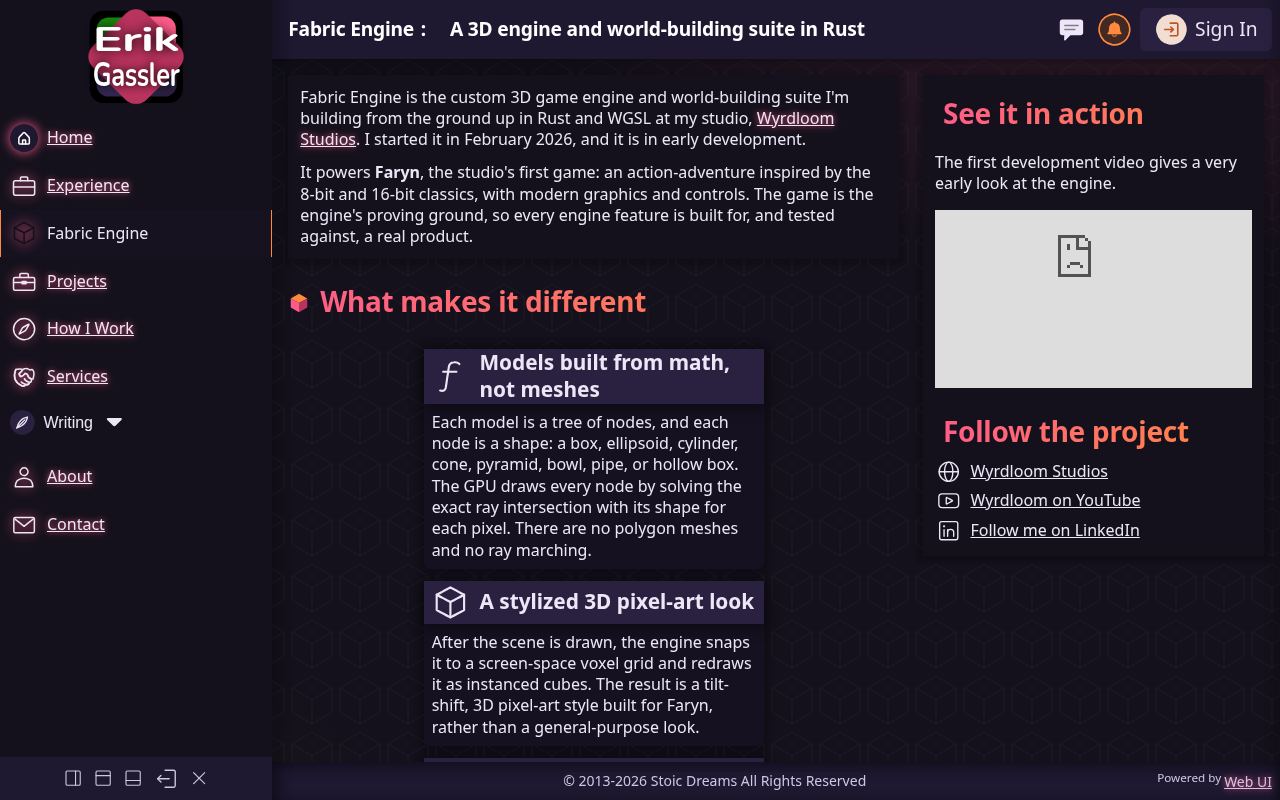 Erik
Gassler
Home
Experience
Fabric Engine
Projects
How I Work
Services
Writing
About
Contact
Fabric Engine : A 3D engine and world-building suite in Rust
Sign In
Fabric Engine is the custom 3D game engine and world-building suite I'm
building from the ground up in Rust and WGSL at my studio, Wyrdloom
Studios. I started it in February 2026, and it is in early development.
It powers Faryn, the studio's first game: an action-adventure inspired by the
8-bit and 16-bit classics, with modern graphics and controls. The game is the
engine's proving ground, so every engine feature is built for, and tested
against, a real product.
What makes it different
Models built from math,
not meshes
Each model is a tree of nodes, and each
node is a shape: a box, ellipsoid, cylinder,
cone, pyramid, bowl, pipe, or hollow box.
The GPU draws every node by solving the
exact ray intersection with its shape for
each pixel. There are no polygon meshes
and no ray marching.
A stylized 3D pixel-art look
After the scene is drawn, the engine snaps
it to a screen-space voxel grid and redraws
it as instanced cubes. The result is a tilt-
shift, 3D pixel-art style built for Faryn,
rather than a general-purpose look.
See it in action
The first development video gives a very
early look at the engine.
Follow the project
Wyrdloom Studios
Wyrdloom on YouTube
Follow me on LinkedIn
© 2013-2026 Stoic Dreams All Rights Reserved
Powered by Web UI